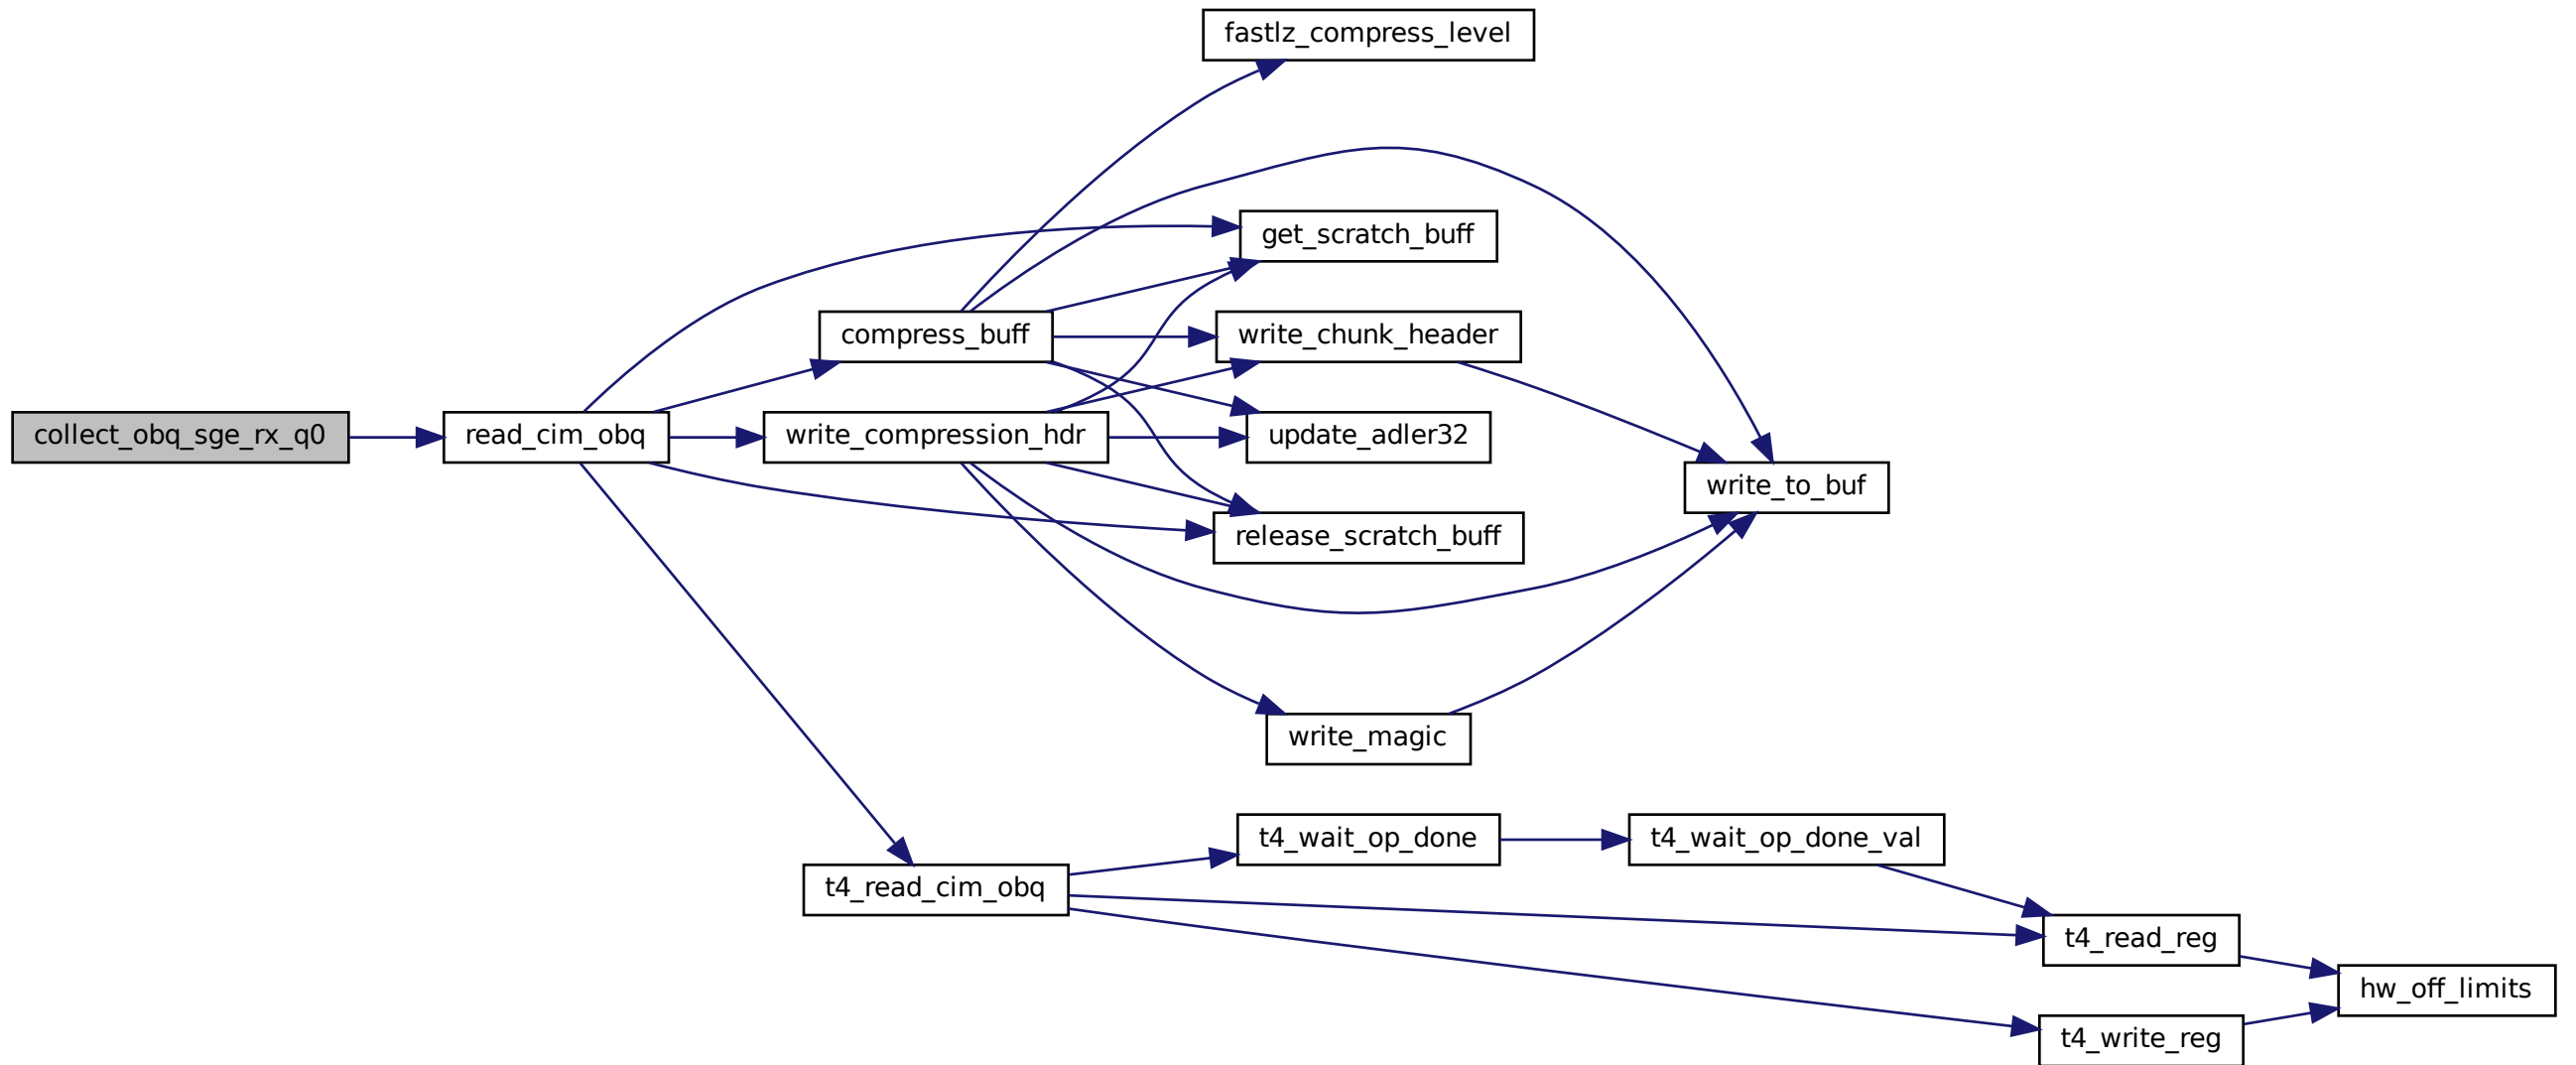 fastlz_compress_level
get_scratch_buff
compress_buff
write_chunk_header
collect_obq_sge_rx_q0
read_cim_obq
write_compression_hdr
update_adler32
write_to_buf
release_scratch_buff
write_magic
t4_wait_op_done
t4_wait_op_done_val
t4_read_cim_obq
t4_read_reg
hw_off_limits
t4_write_reg